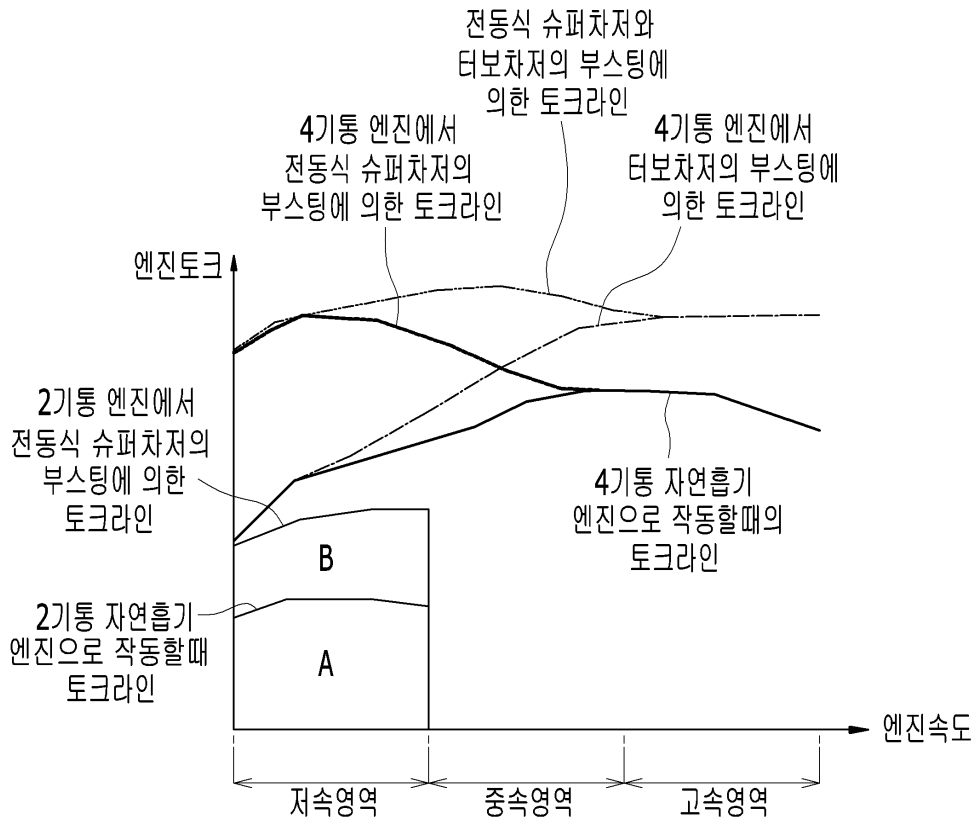 전동식 슈퍼차저와
터보차저의 부스팅에
의한 토크라인
4기통 엔진에서
전동식 슈퍼차저의
부스팅에 의한 토크라인
4기통 엔진에서
터보차저의 부스팅에
의한 토크라인
엔진토크
2기통 엔진에서
전동식 슈퍼차저의
부스팅에 의한
토크라인
4기통 자연흡기
엔진으로 작동할때의
토크라인
B
2기통 자연흡기
엔진으로 작동할때
토크라인
A
엔진속도
저속영역
중속영역
고속영역